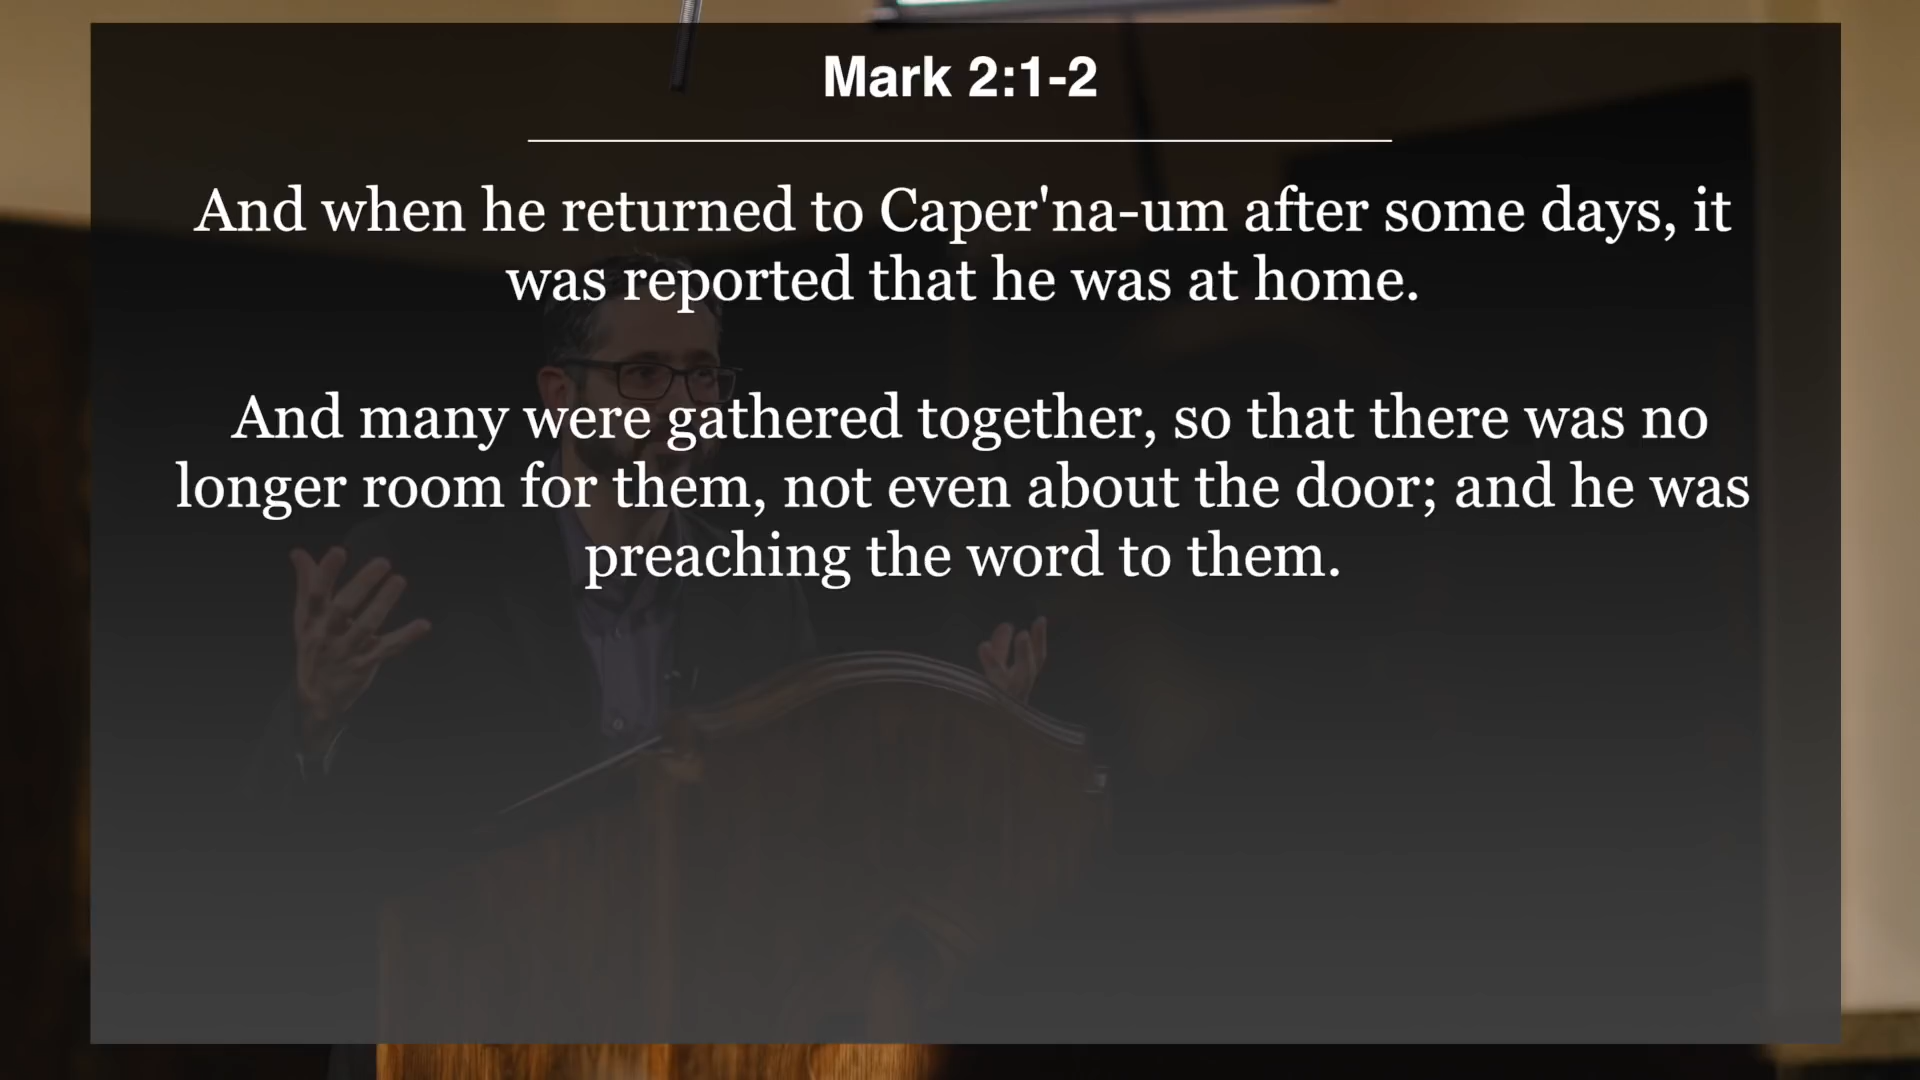 Mark 2:1-2
And when he returned to Caper'na-um after some days, it
was reported that he was at home.
And many were gathered together, so that there was no
longer room for them, not even about the door; and he was
preaching the word to them.